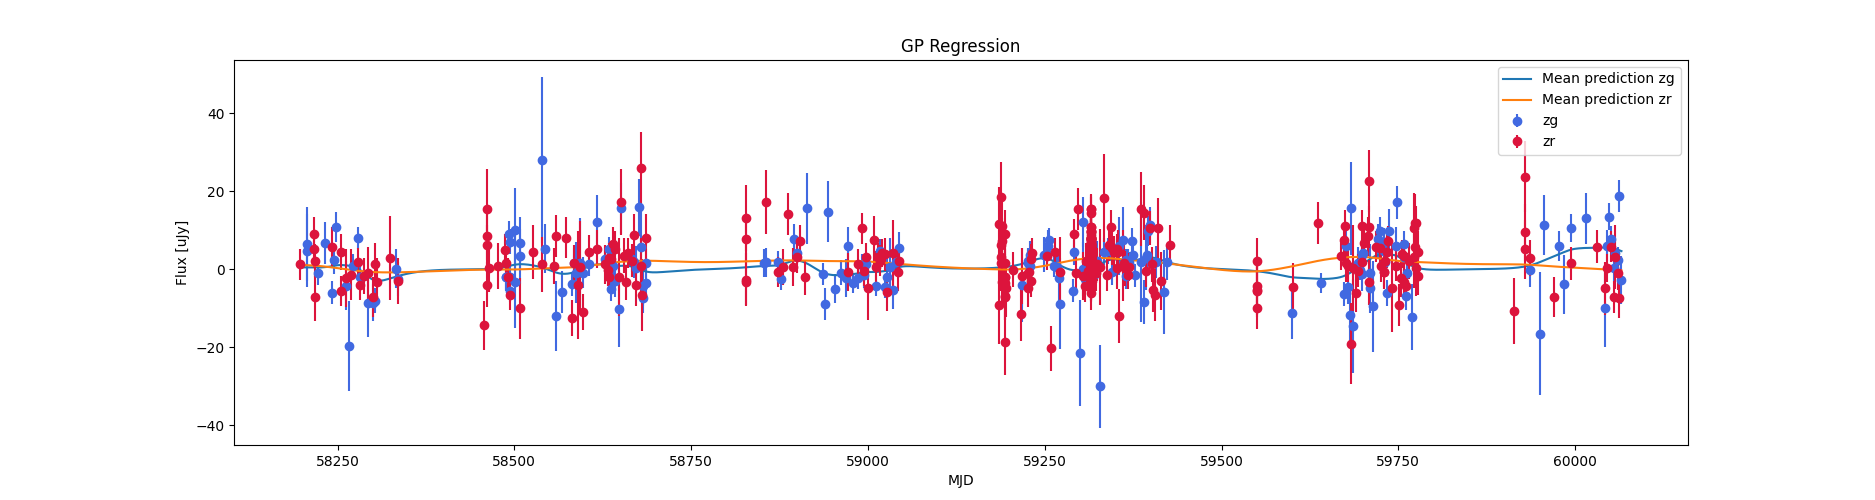 GP Regression
Mean prediction zg
Mean prediction zr
zg
zr
Flux [uJy]
40
20
0
−20
−40
58250 58500 58750 59000 59250 59500 59750 60000
MJD